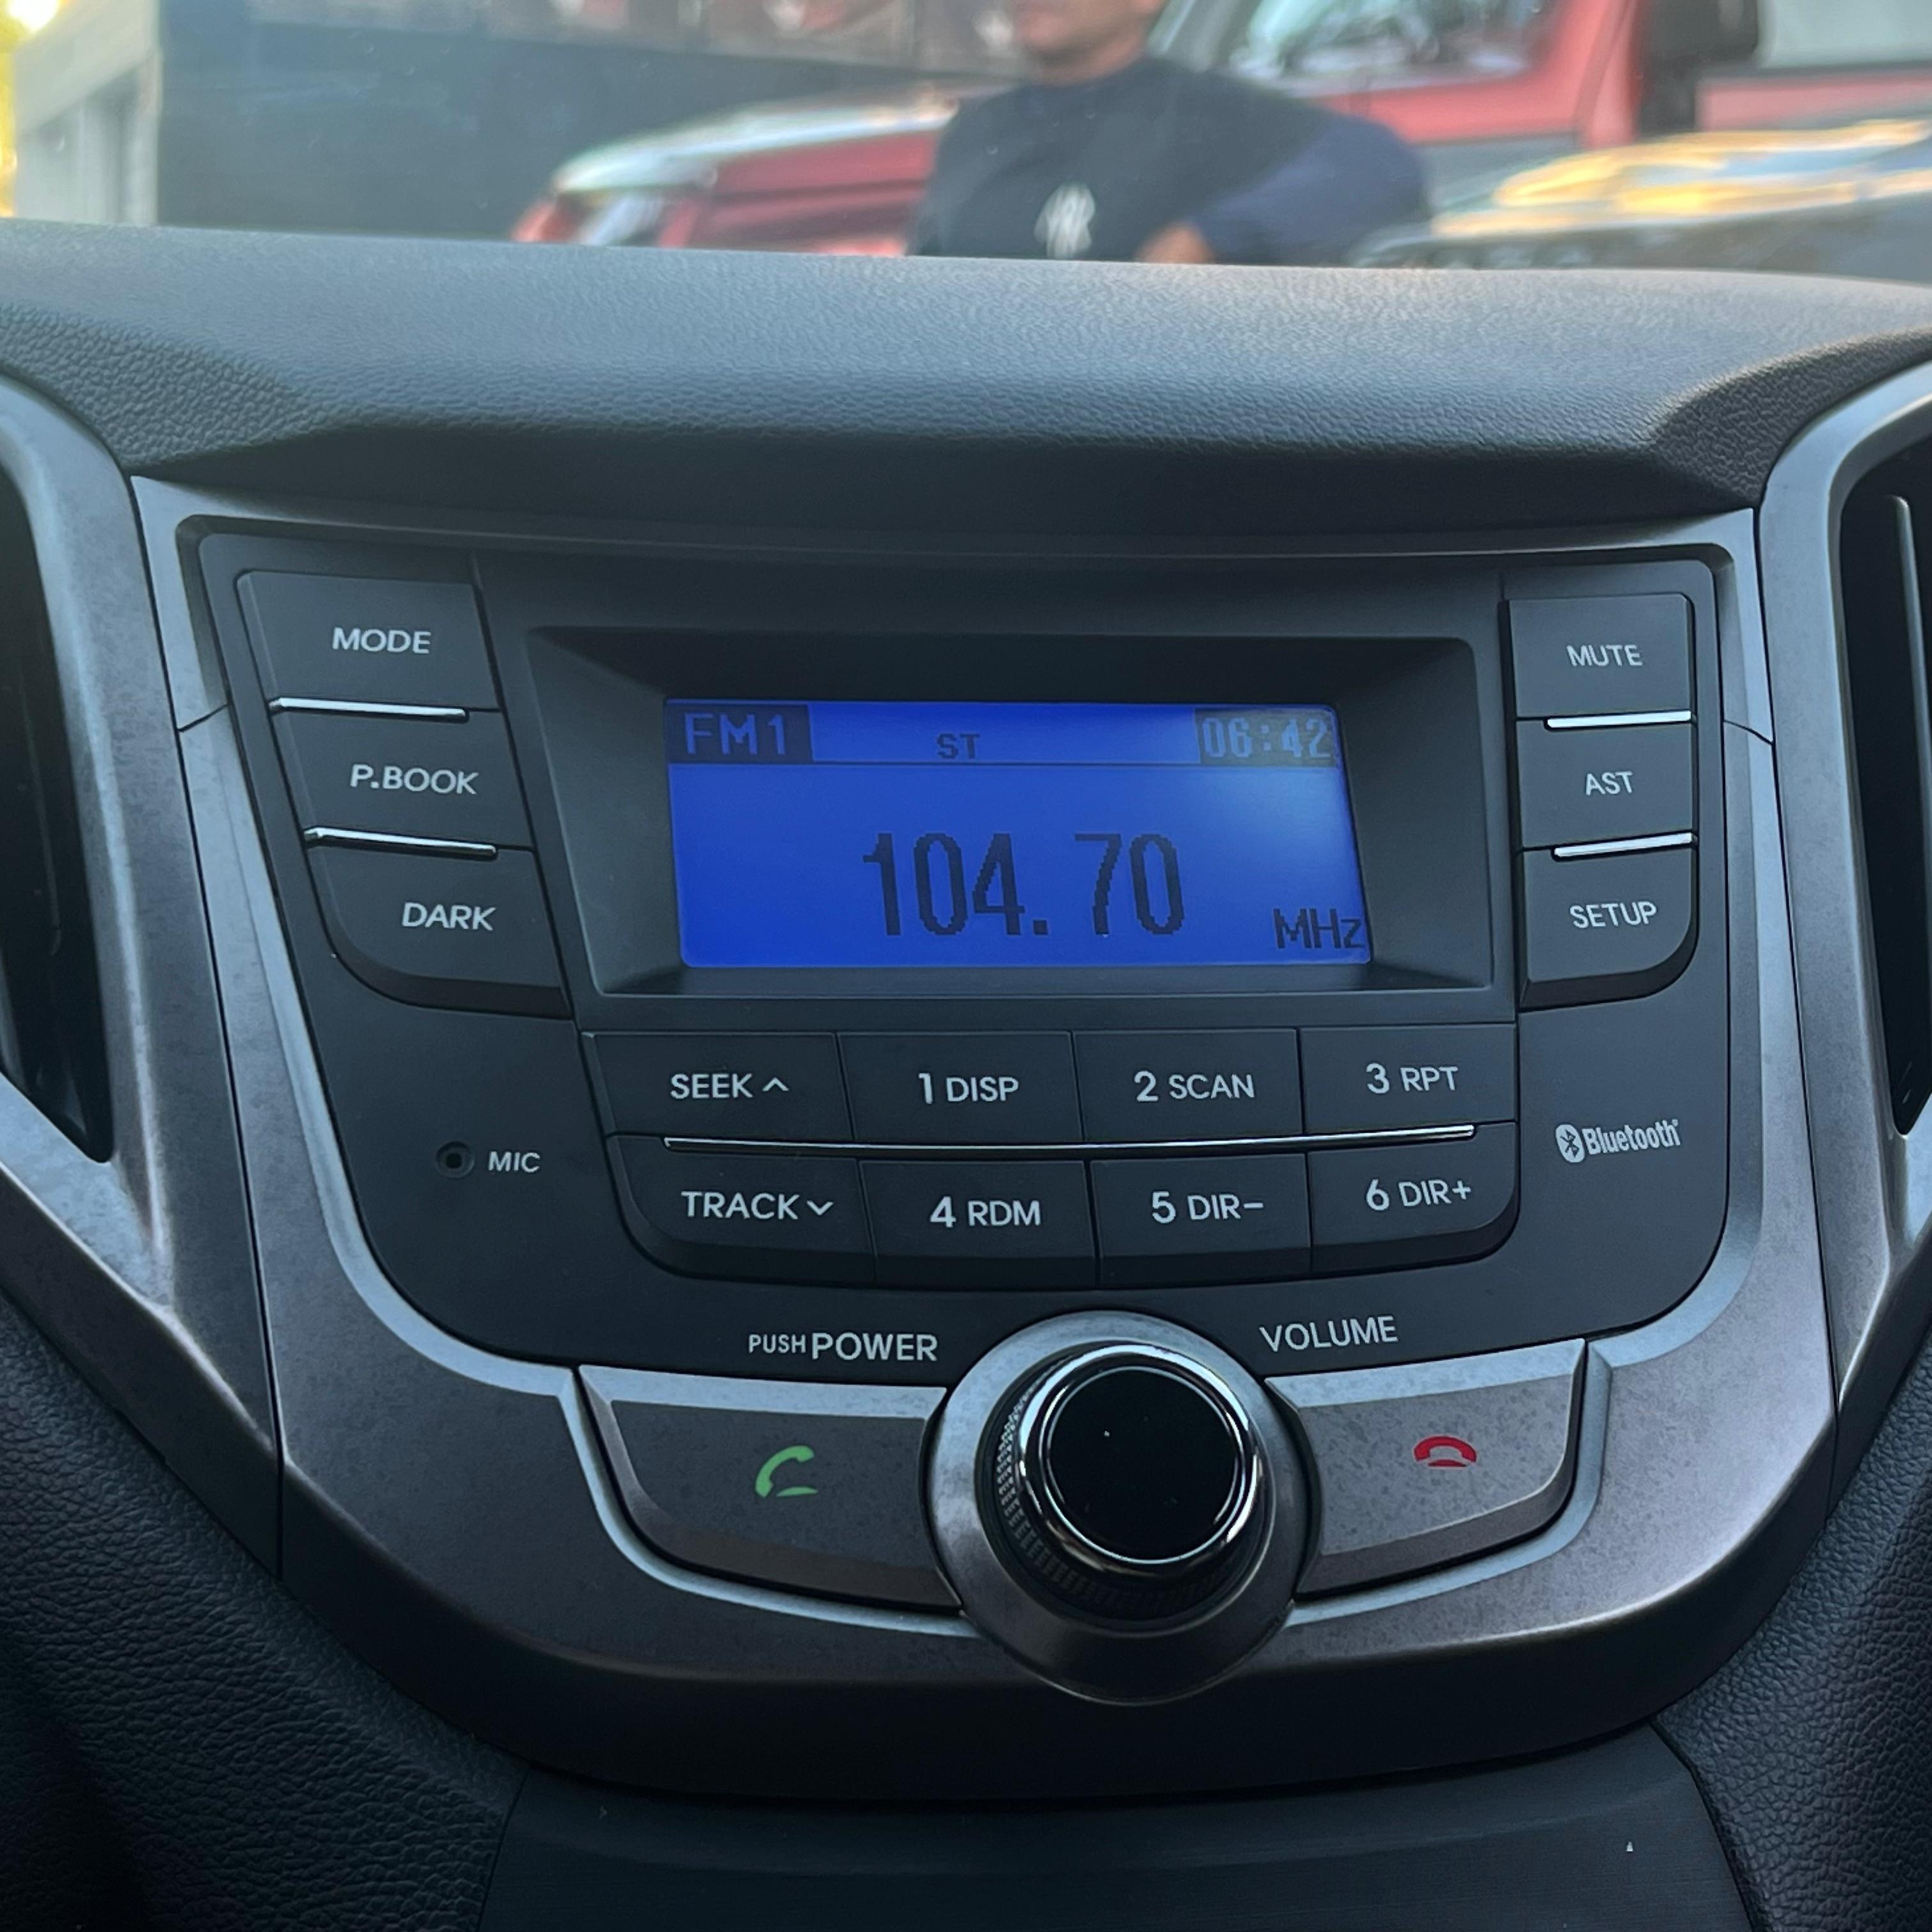 MODE
P.BOOK
DARK
FM1 ST 06:42
104.70 MHz
MUTE
AST
SETUP
SEEK 1 DISP 2 SCAN 3 RPT
TRACK 4 RDM 5 DIR- 6 DIR+
MIC
Bluetooth
PUSH POWER
VOLUME